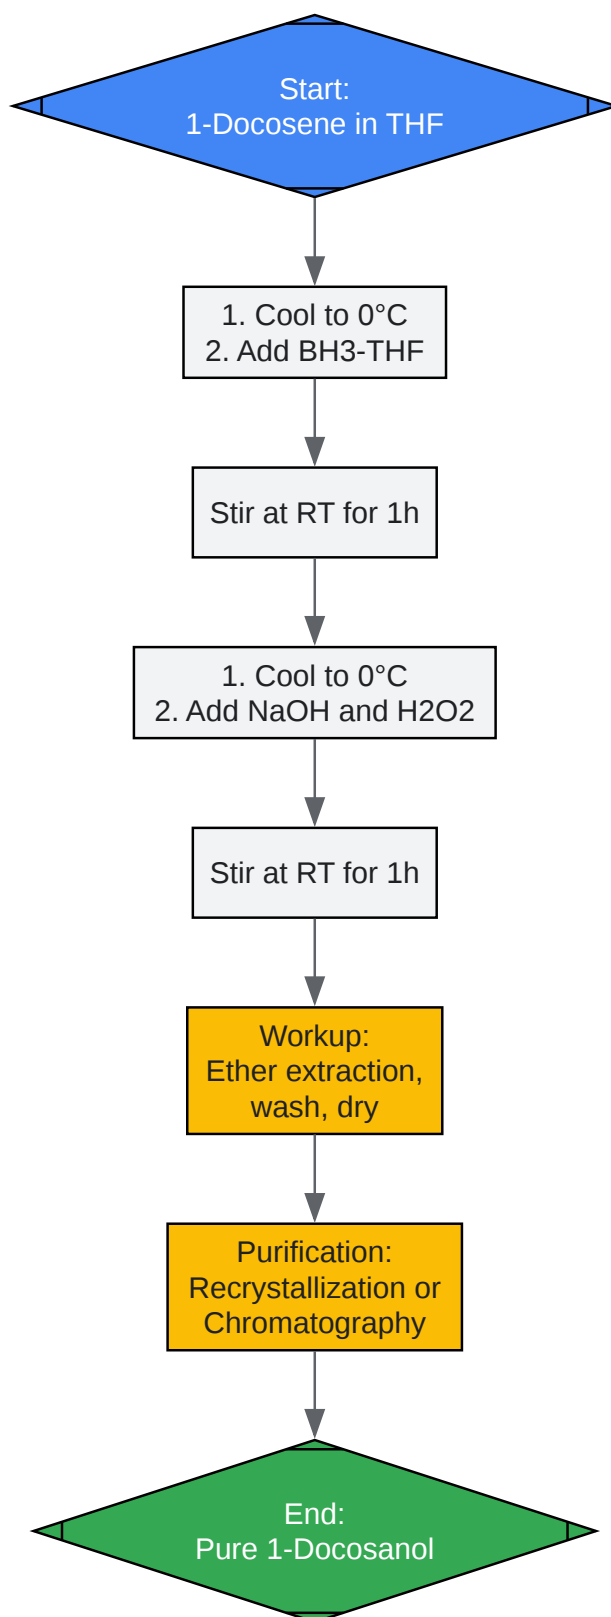 Start:
1-Docosene in THF
1. Cool to 0°C
2. Add BH3-THF
Stir at RT for 1h
1. Cool to 0°C
2. Add NaOH and H2O2
Stir at RT for 1h
Workup:
Ether extraction,
wash, dry
Purification:
Recrystallization or
Chromatography
End:
Pure 1-Docosanol